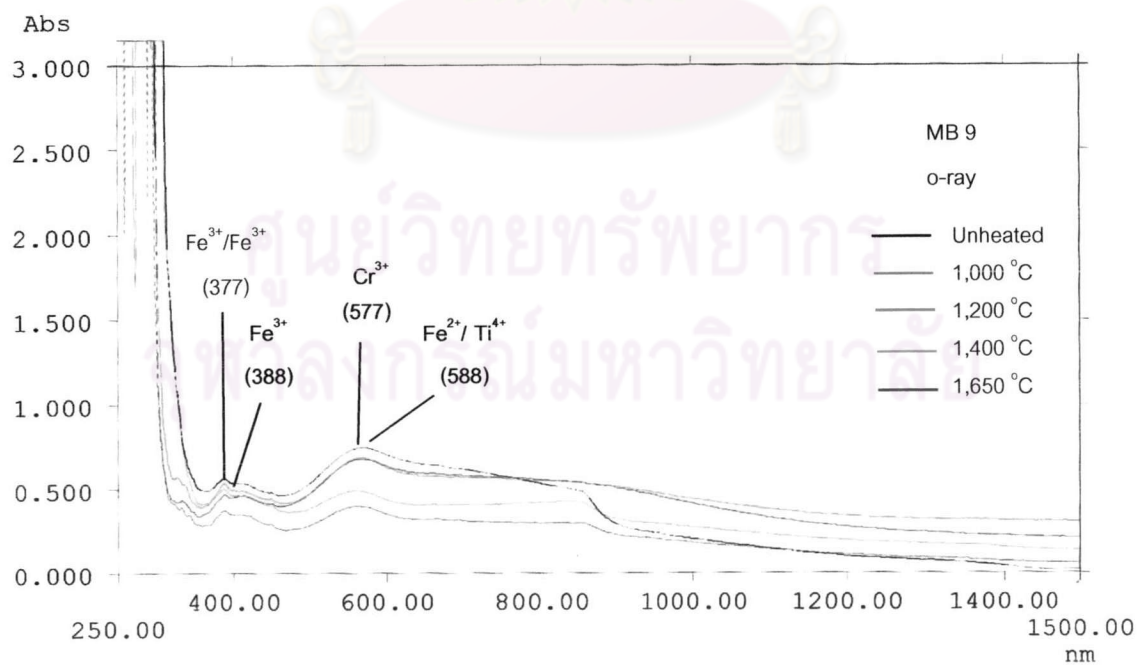 Abs
3.000
2.500
2.000
1.500
1.000
0.500
0.000
250.00
400.00
600.00
800.00
1000.00
1200.00
1400.00
1500.00
nm
MB 9
o-ray
Unheated
1,000 °C
1,200 °C
1,400 °C
1,650 °C
Fe³⁺/Fe³⁺
(377)
Fe³⁺
(388)
Cr³⁺
(577)
Fe²⁺/ Ti⁴⁺
(588)
ศูนย์วิทยทรัพยากร
จุฬาลงกรณ์มหาวิทยาลัย